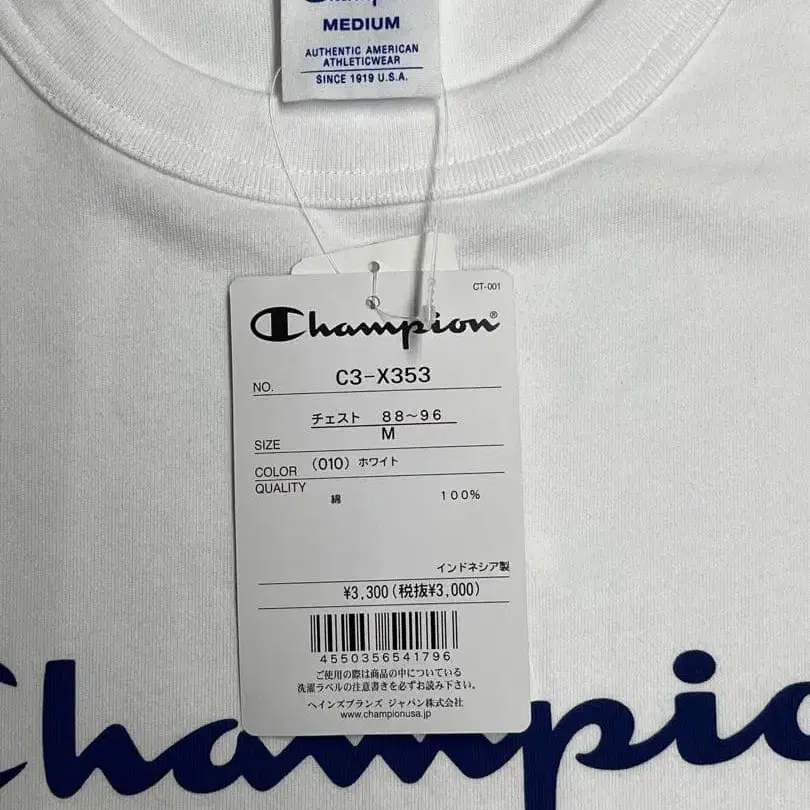 Champion
MEDIUM
AUTHENTIC AMERICAN
ATHLETICWEAR
SINCE 1919 U.S.A.
CT-001
Champion®
NO. C3-X353
チェスト 88~96
SIZE M
COLOR (010) ホワイト
QUALITY
綿 100%
インドネシア製
¥3,300(税抜¥3,000)
4550356541796
ご使用の際は商品の中についている
洗濯ラベルの注意書きを必ずお読み下さい。
ヘインズブランズ ジャパン株式会社
www.championusa.jp
Champio